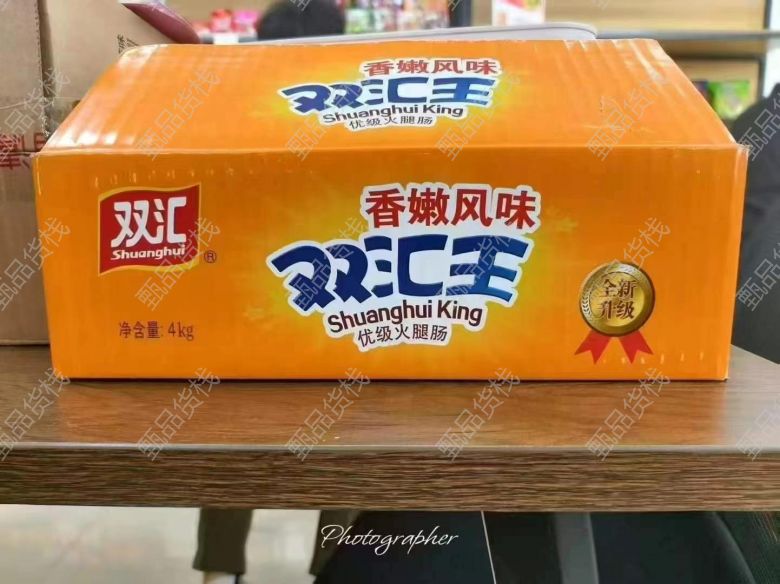 香嫩风味
双汇王
Shuanghui King
优级火腿肠
双汇
Shuanghui
®
香嫩风味
双汇王
Shuanghui King
优级火腿肠
全新
升级
净含量: 4kg
甄品货栈
Photographer